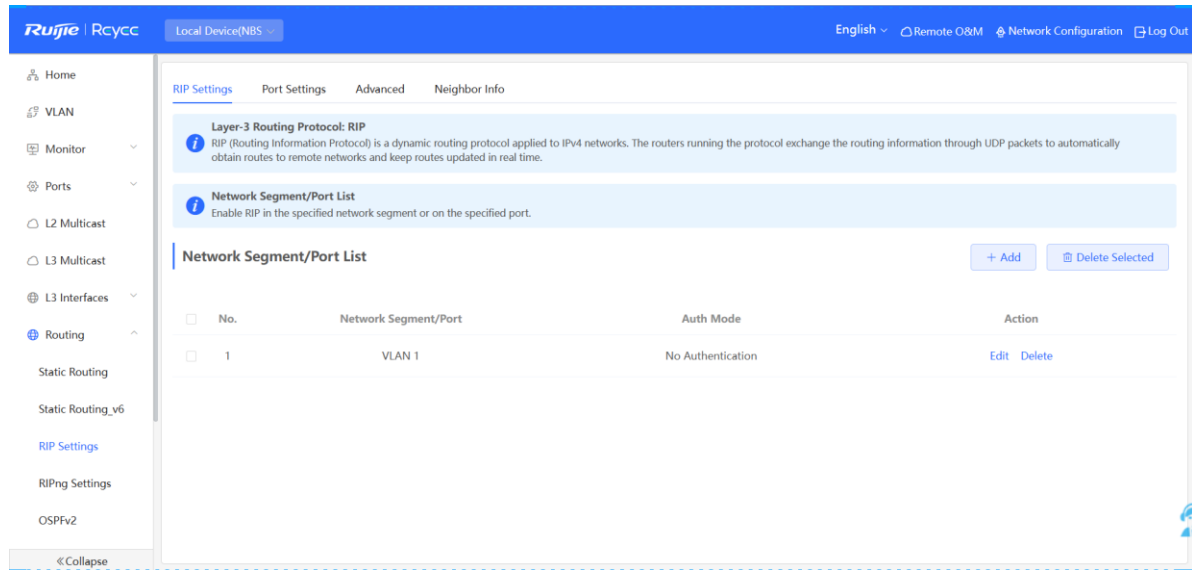 Ruijie | Rcycc
Local Device(NBS
English
Remote O&M
Network Configuration
Log Out
Home
VLAN
Monitor
Ports
L2 Multicast
L3 Multicast
L3 Interfaces
Routing
Static Routing
Static Routing_v6
RIP Settings
RIPng Settings
OSPFv2
«Collapse
RIP Settings Port Settings Advanced Neighbor Info
Layer-3 Routing Protocol: RIP
RIP (Routing Information Protocol) is a dynamic routing protocol applied to IPv4 networks. The routers running the protocol exchange the routing information through UDP packets to automatically
obtain routes to remote networks and keep routes updated in real time.
Network Segment/Port List
Enable RIP in the specified network segment or on the specified port.
Network Segment/Port List
+ Add
Delete Selected
No. Network Segment/Port Auth Mode Action
1 VLAN 1 No Authentication Edit Delete